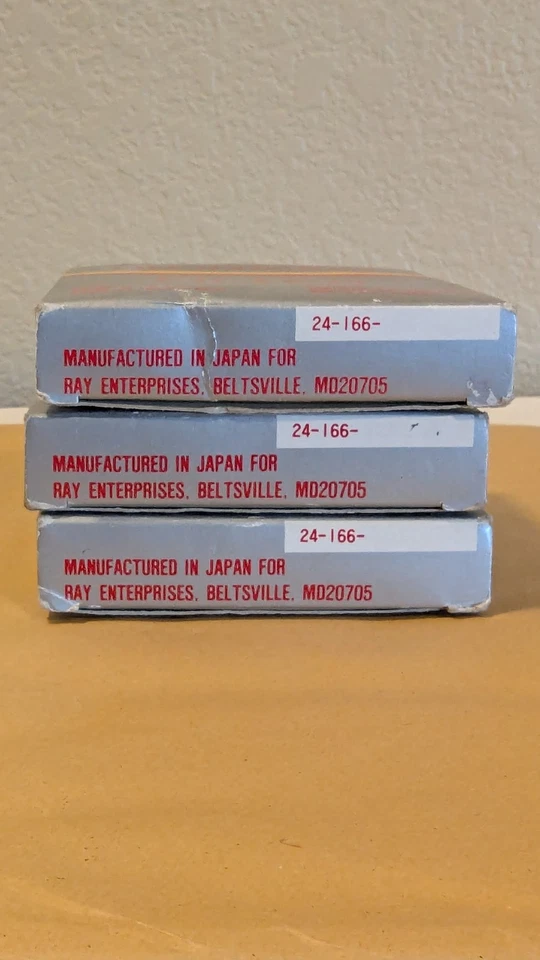 24-166-
MANUFACTURED IN JAPAN FOR
RAY ENTERPRISES, BELTSVILLE, MD20705
24-166-
MANUFACTURED IN JAPAN FOR
RAY ENTERPRISES, BELTSVILLE, MD20705
24-166-
MANUFACTURED IN JAPAN FOR
RAY ENTERPRISES, BELTSVILLE, MD20705